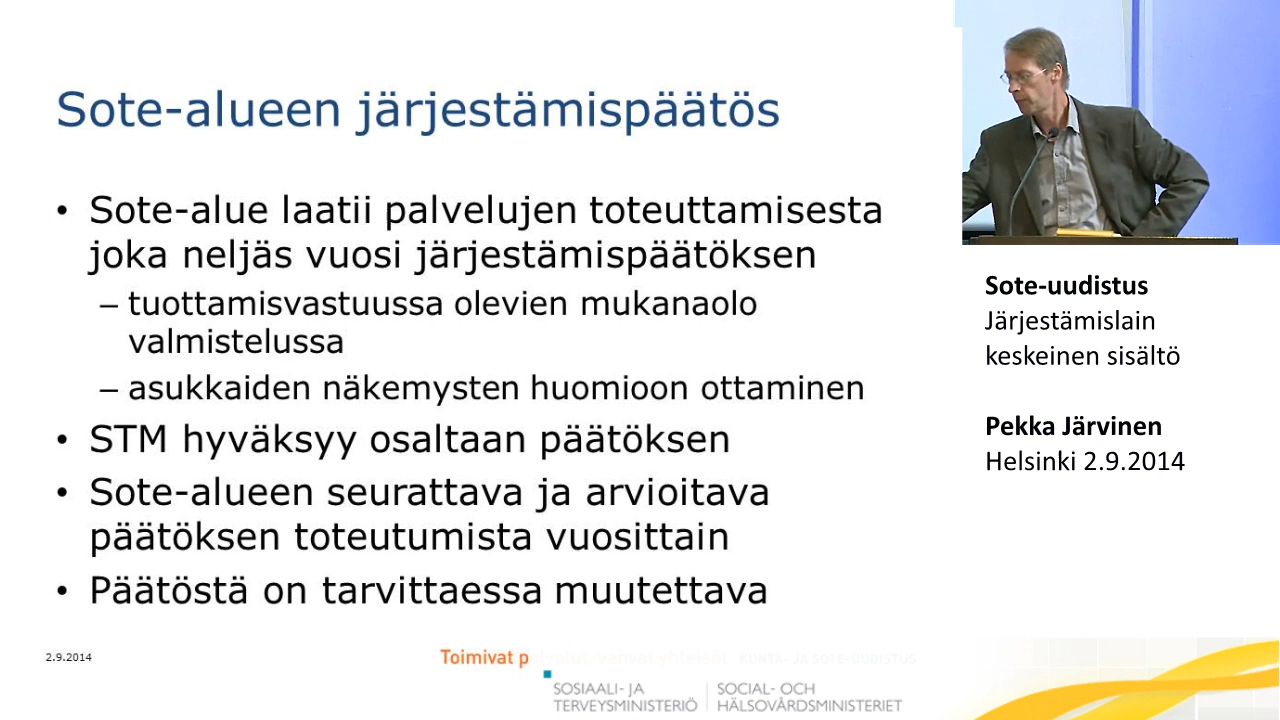 Sote-alueen järjestämispäätös
• Sote-alue laatii palvelujen toteuttamisesta
joka neljäs vuosi järjestämispäätöksen
– tuottamisvastuussa olevien mukanaolo
valmistelussa
– asukkaiden näkemysten huomioon ottaminen
• STM hyväksyy osaltaan päätöksen
• Sote-alueen seurattava ja arvioitava
päätöksen toteutumista vuosittain
• Päätöstä on tarvittaessa muutettava
Sote-uudistus
Järjestämislain
keskeinen sisältö
Pekka Järvinen
Helsinki 2.9.2014
2.9.2014
Toimivat p
SOSIAALI- JA
TERVEYSMINISTERIÖ
SOCIAL- OCH
HÄLSOVÅRDSMINISTERIET